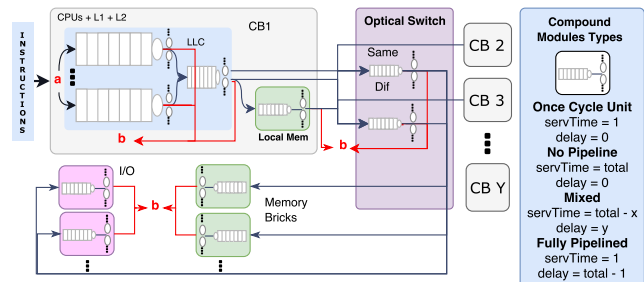 INSTRUCTIONS
CPUs + L1 + L2
CB1
LLC
a
b
Local Mem
Optical Switch
Same
Dif
b
CB 2
CB 3
CB Y
I/O
b
Memory
Bricks
Compound
Modules Types
Once Cycle Unit
servTime = 1
delay = 0
No Pipeline
servTime = total
delay = 0
Mixed
servTime = total - x
delay = y
Fully Pipelined
servTime = 1
delay = total - 1